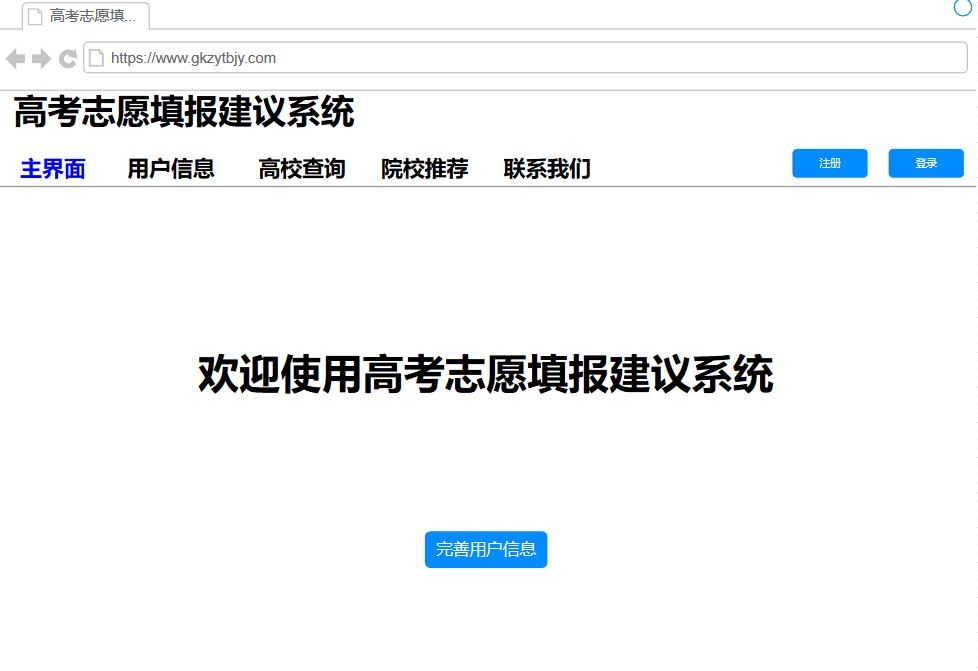 高考志愿填...
https://www.gkzytbjy.com
高考志愿填报建议系统
主界面 用户信息 高校查询 院校推荐 联系我们 注册 登录
欢迎使用高考志愿填报建议系统
完善用户信息